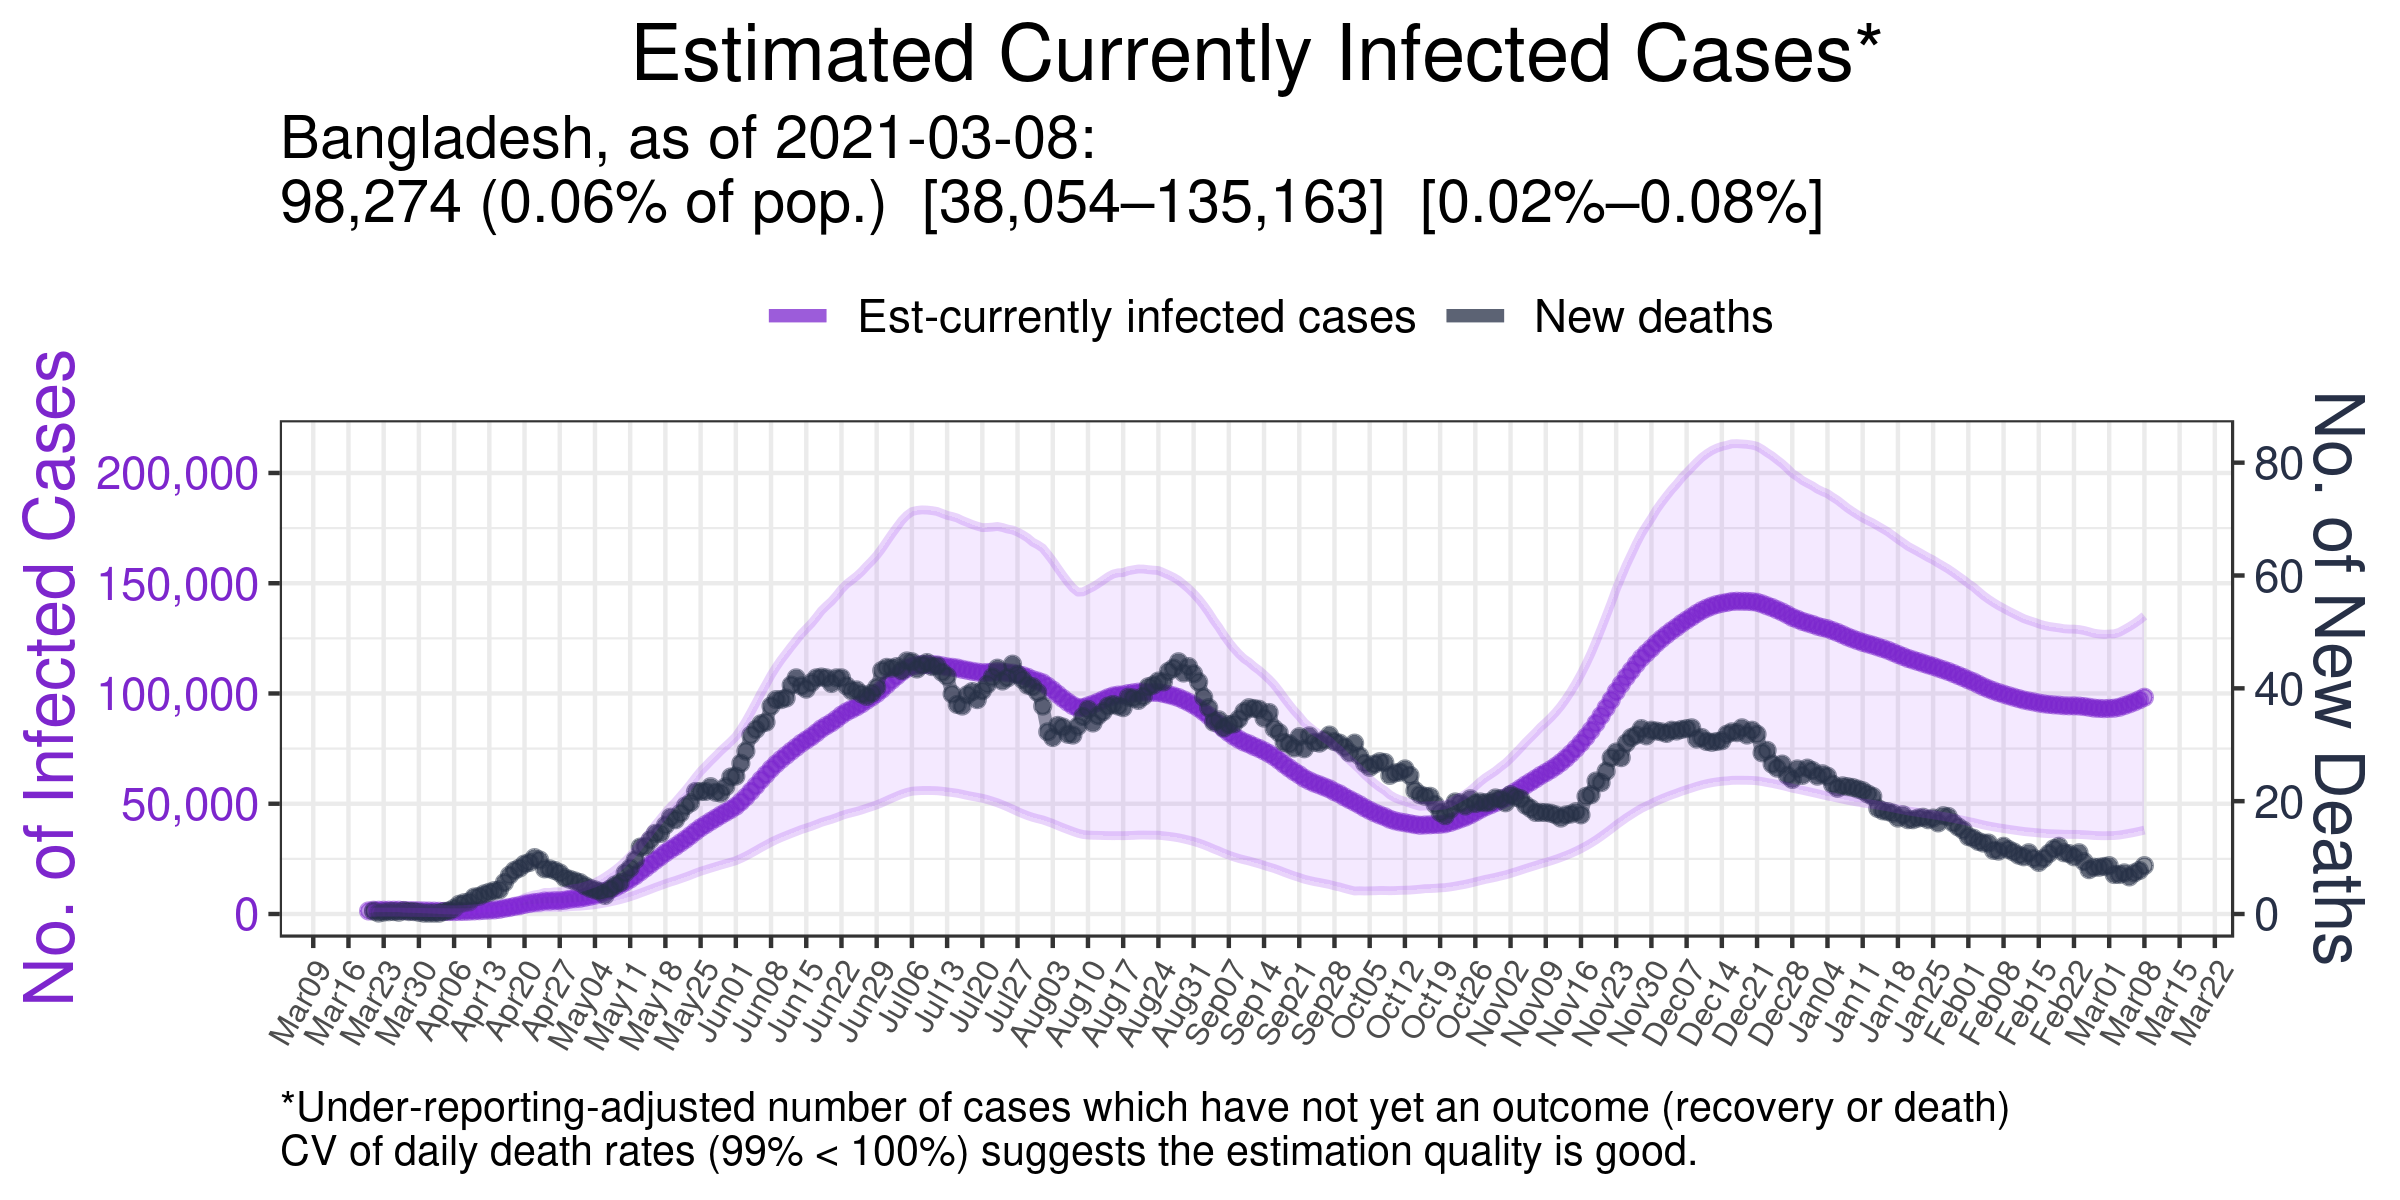 Estimated Currently Infected Cases*
Bangladesh, as of 2021-03-08:
98,274 (0.06% of pop.) [38,054–135,163] [0.02%–0.08%]
Est-currently infected cases
New deaths
No. of Infected Cases
200,000
150,000
100,000
50,000
0
80
60
40
20
0
No. of New Deaths
Mar09
Mar16
Mar23
Mar30
Apr06
Apr13
Apr20
Apr27
May04
May11
May18
May25
Jun01
Jun08
Jun15
Jun22
Jun29
Jul06
Jul13
Jul20
Jul27
Aug03
Aug10
Aug17
Aug24
Aug31
Sep07
Sep14
Sep21
Sep28
Oct05
Oct12
Oct19
Oct26
Nov02
Nov09
Nov16
Nov23
Nov30
Dec07
Dec14
Dec21
Dec28
Jan04
Jan11
Jan18
Jan25
Feb01
Feb08
Feb15
Feb22
Mar01
Mar08
Mar15
Mar22
*Under-reporting-adjusted number of cases which have not yet an outcome (recovery or death)
CV of daily death rates (99% < 100%) suggests the estimation quality is good.